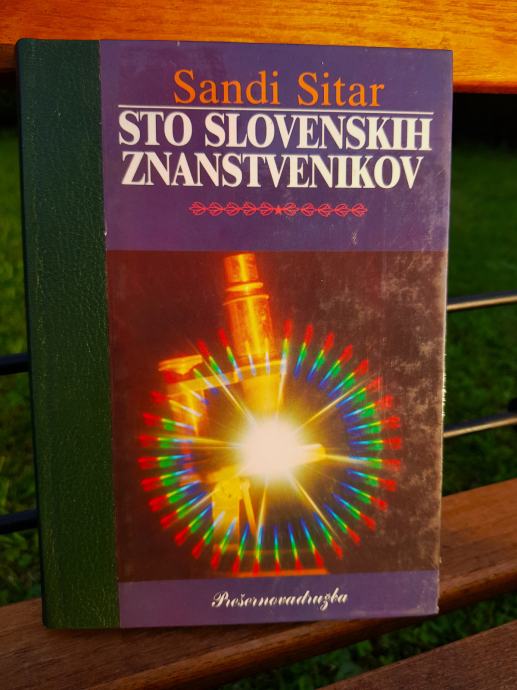 Sandi Sitar
STO SLOVENSKIH
ZNANSTVENIKOV
Prešernova družba